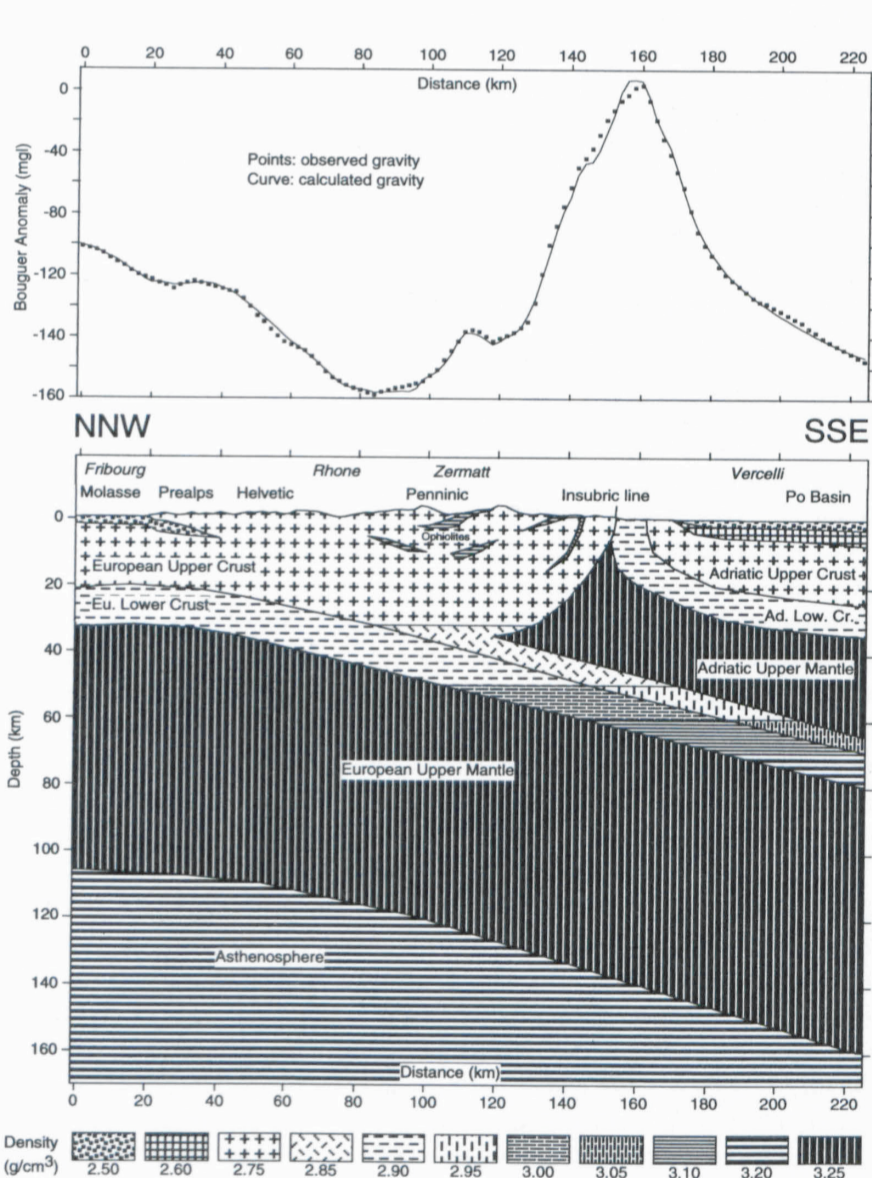 0 20 40 60 80 100 120 140 160 180 200 220
Distance (km)
0
-40
-80
-120
-140
-160
Bouguer Anomaly (mgl)
Points: observed gravity
Curve: calculated gravity
NNW SSE
Fribourg Rhone Zermatt Vercelli
Molasse Prealps Helvetic Penninic Insubric line Po Basin
0
20
40
60
80
100
120
140
160
Depth (km)
Ophiolites
European Upper Crust Adriatic Upper Crust
Eu. Lower Crust Ad. Low. Cr.
Adriatic Upper Mantle
European Upper Mantle
Asthenosphere
Distance (km)
0 20 40 60 80 100 120 140 160 180 200 220
Density
(g/cm3) 2.50 2.60 2.75 2.85 2.90 2.95 3.00 3.05 3.10 3.20 3.25